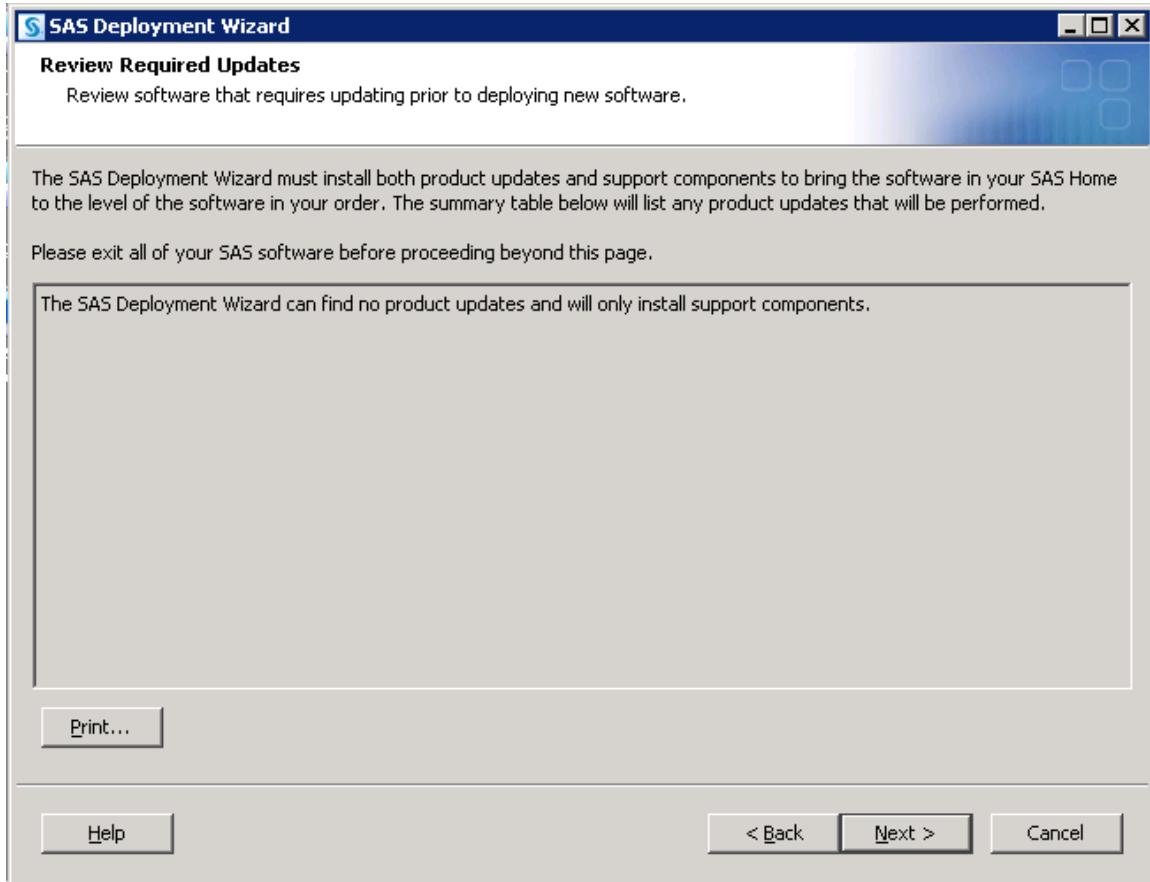 SAS Deployment Wizard
Review Required Updates
Review software that requires updating prior to deploying new software.
The SAS Deployment Wizard must install both product updates and support components to bring the software in your SAS Home
to the level of the software in your order. The summary table below will list any product updates that will be performed.
Please exit all of your SAS software before proceeding beyond this page.
The SAS Deployment Wizard can find no product updates and will only install support components.
Print...
Help
< Back
Next >
Cancel